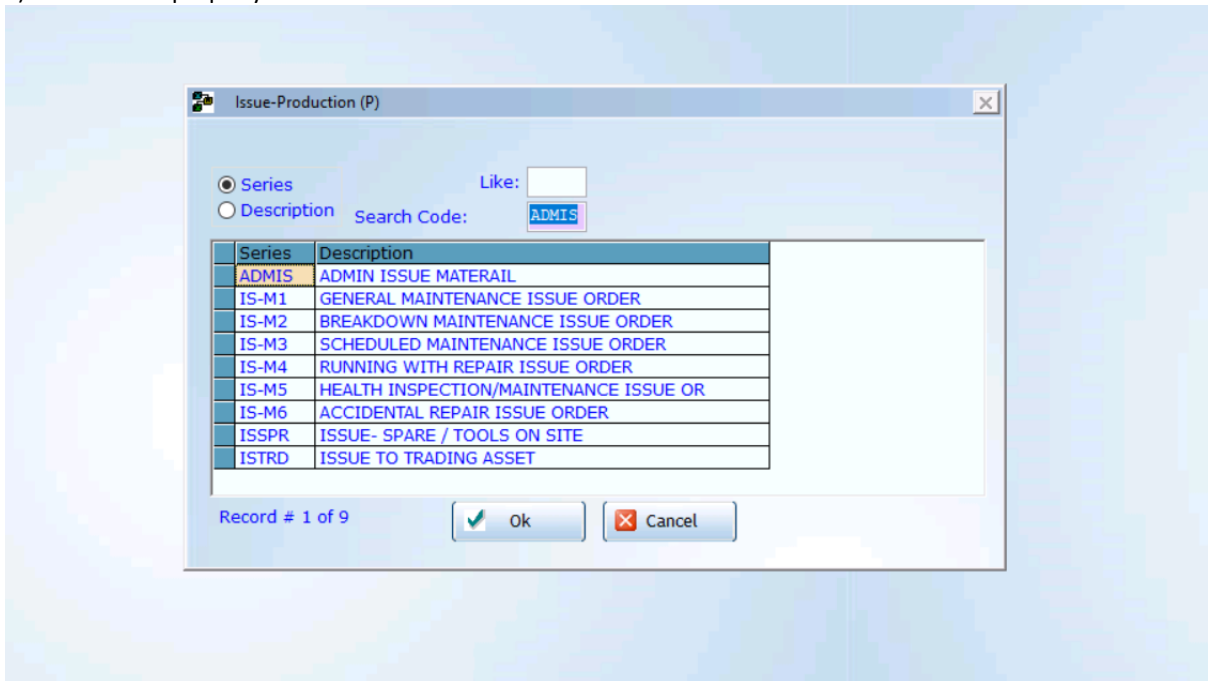 Issue-Production (P)
Series
Like:
Description
Search Code:
ADMIS
Series Description
ADMIS ADMIN ISSUE MATERAIL
IS-M1 GENERAL MAINTENANCE ISSUE ORDER
IS-M2 BREAKDOWN MAINTENANCE ISSUE ORDER
IS-M3 SCHEDULED MAINTENANCE ISSUE ORDER
IS-M4 RUNNING WITH REPAIR ISSUE ORDER
IS-M5 HEALTH INSPECTION/MAINTENANCE ISSUE OR
IS-M6 ACCIDENTAL REPAIR ISSUE ORDER
ISSPR ISSUE- SPARE / TOOLS ON SITE
ISTRD ISSUE TO TRADING ASSET
Record # 1 of 9
Ok
Cancel